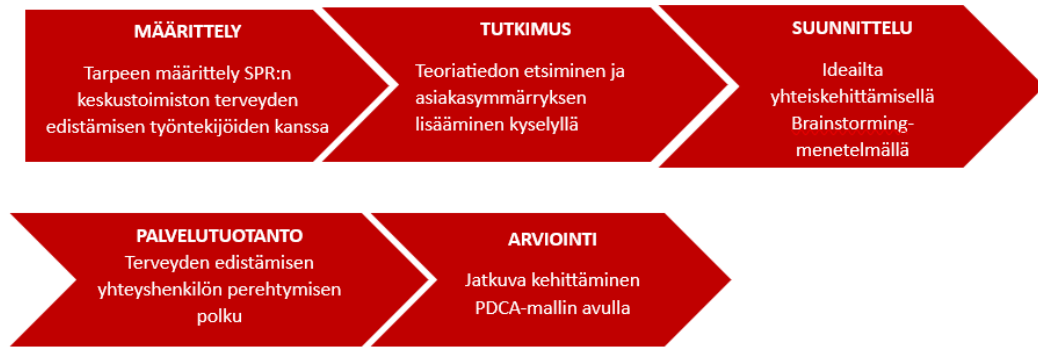 MÄÄRITTELY
Tarpeen määrittely SPR:n
keskustoimiston terveyden
edistämisen työntekijöiden kanssa
TUTKIMUS
Teoriatiedon etsiminen ja
asiakasymmärryksen
lisääminen kyselyllä
SUUNNITTELU
Ideailta
yhteiskehittämisellä
Brainstorming-
menetelmällä
PALVELUTUOTANTO
Terveyden edistämisen
yhteyshenkilön perehtymisen
polku
ARVIOINTI
Jatkuva kehittäminen
PDCA-mallin avulla